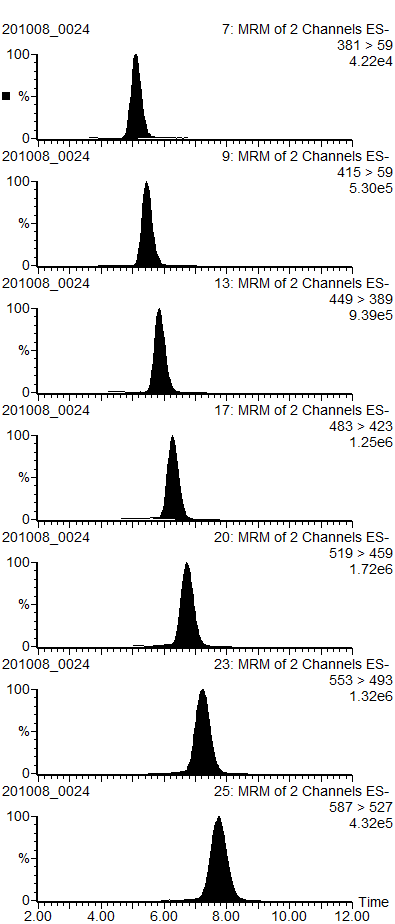 201008_0024 7: MRM of 2 Channels ES-
381 > 59
100 4.22e4
%
0
201008_0024 9: MRM of 2 Channels ES-
415 > 59
100 5.30e5
%
0
201008_0024 13: MRM of 2 Channels ES-
449 > 389
100 9.39e5
%
0
201008_0024 17: MRM of 2 Channels ES-
483 > 423
100 1.25e6
%
0
201008_0024 20: MRM of 2 Channels ES-
519 > 459
100 1.72e6
%
0
201008_0024 23: MRM of 2 Channels ES-
553 > 493
100 1.32e6
%
0
201008_0024 25: MRM of 2 Channels ES-
587 > 527
100 4.32e5
%
0 Time
2.00 4.00 6.00 8.00 10.00 12.00